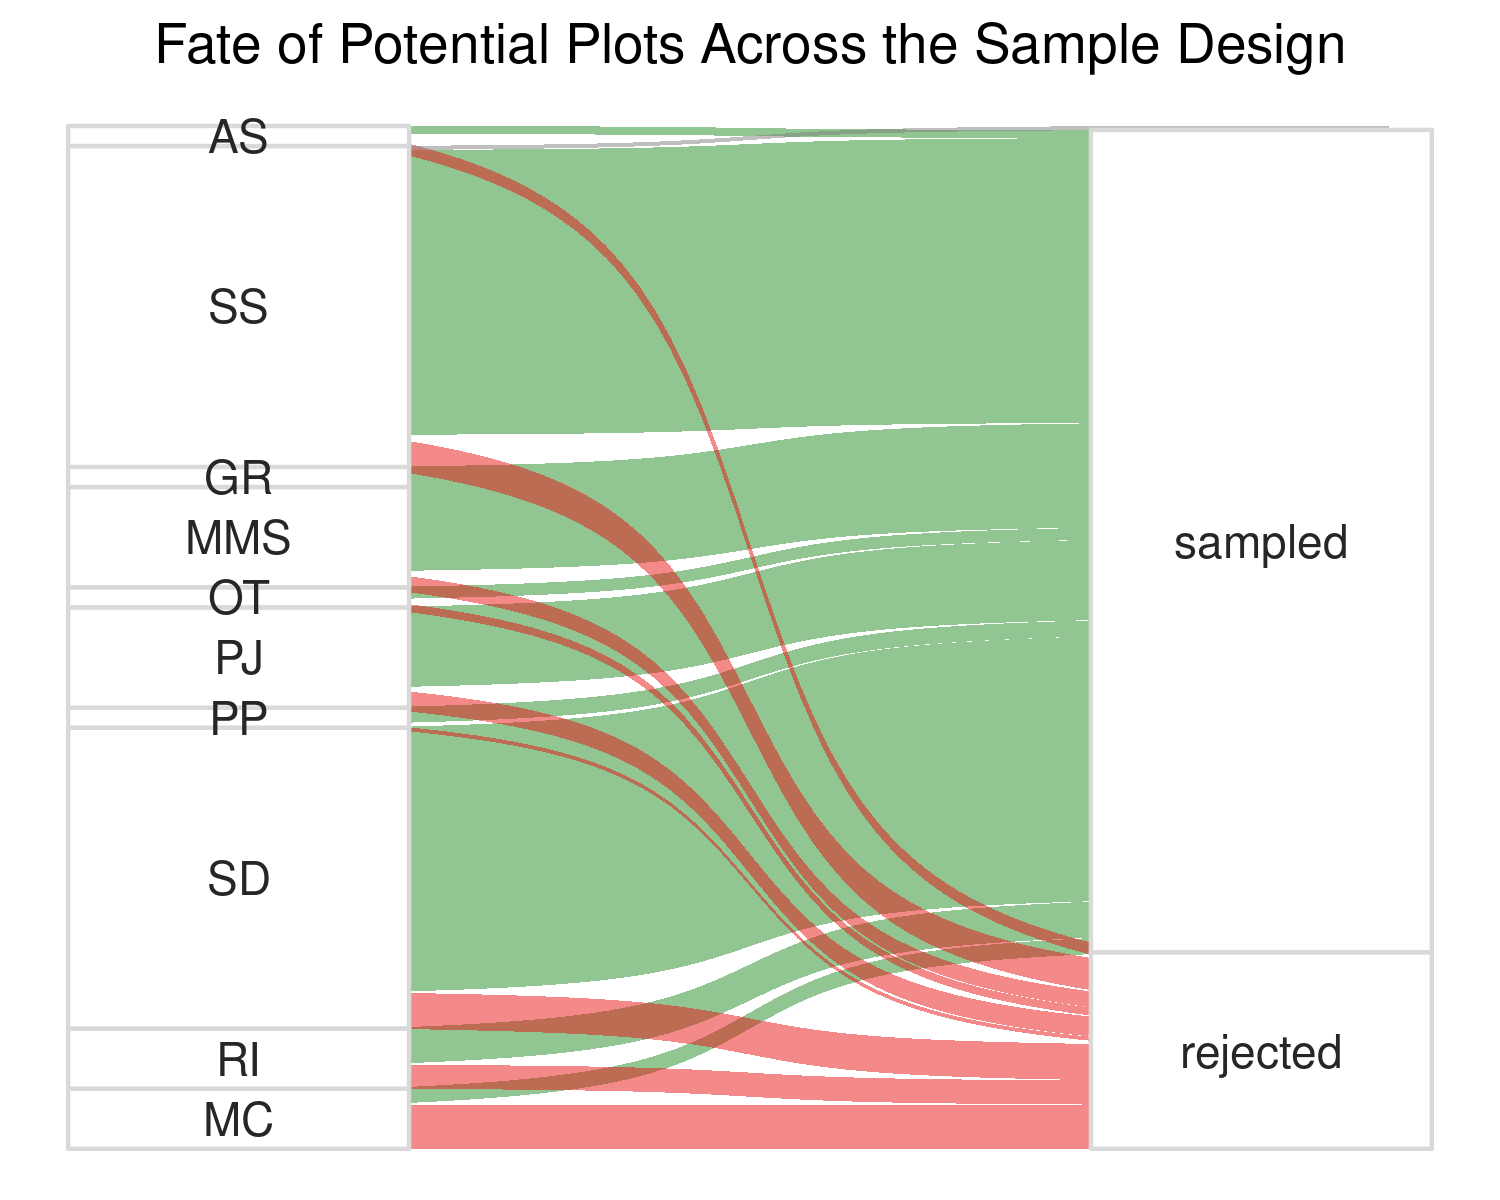 Fate of Potential Plots Across the Sample Design
AS
SS
GR
MMS
OT
PJ
PP
SD
RI
MC
sampled
rejected